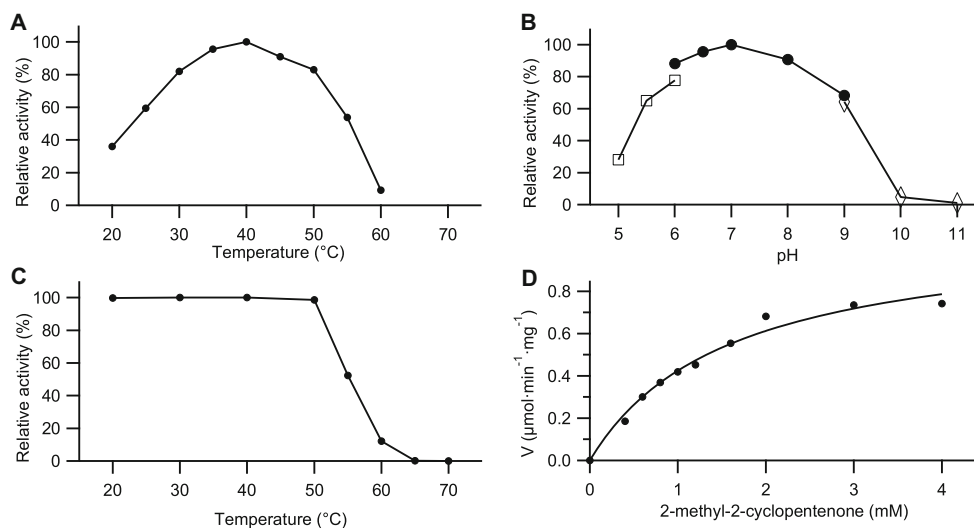 A
Relative activity (%)
100
80
60
40
20
0
20 30 40 50 60 70
Temperature (°C)
B
Relative activity (%)
100
80
60
40
20
0
5 6 7 8 9 10 11
pH
C
Relative activity (%)
100
80
60
40
20
0
20 30 40 50 60 70
Temperature (°C)
D
V (µmol·min⁻¹·mg⁻¹)
0.8
0.6
0.4
0.2
0.0
0 1 2 3 4
2-methyl-2-cyclopentenone (mM)